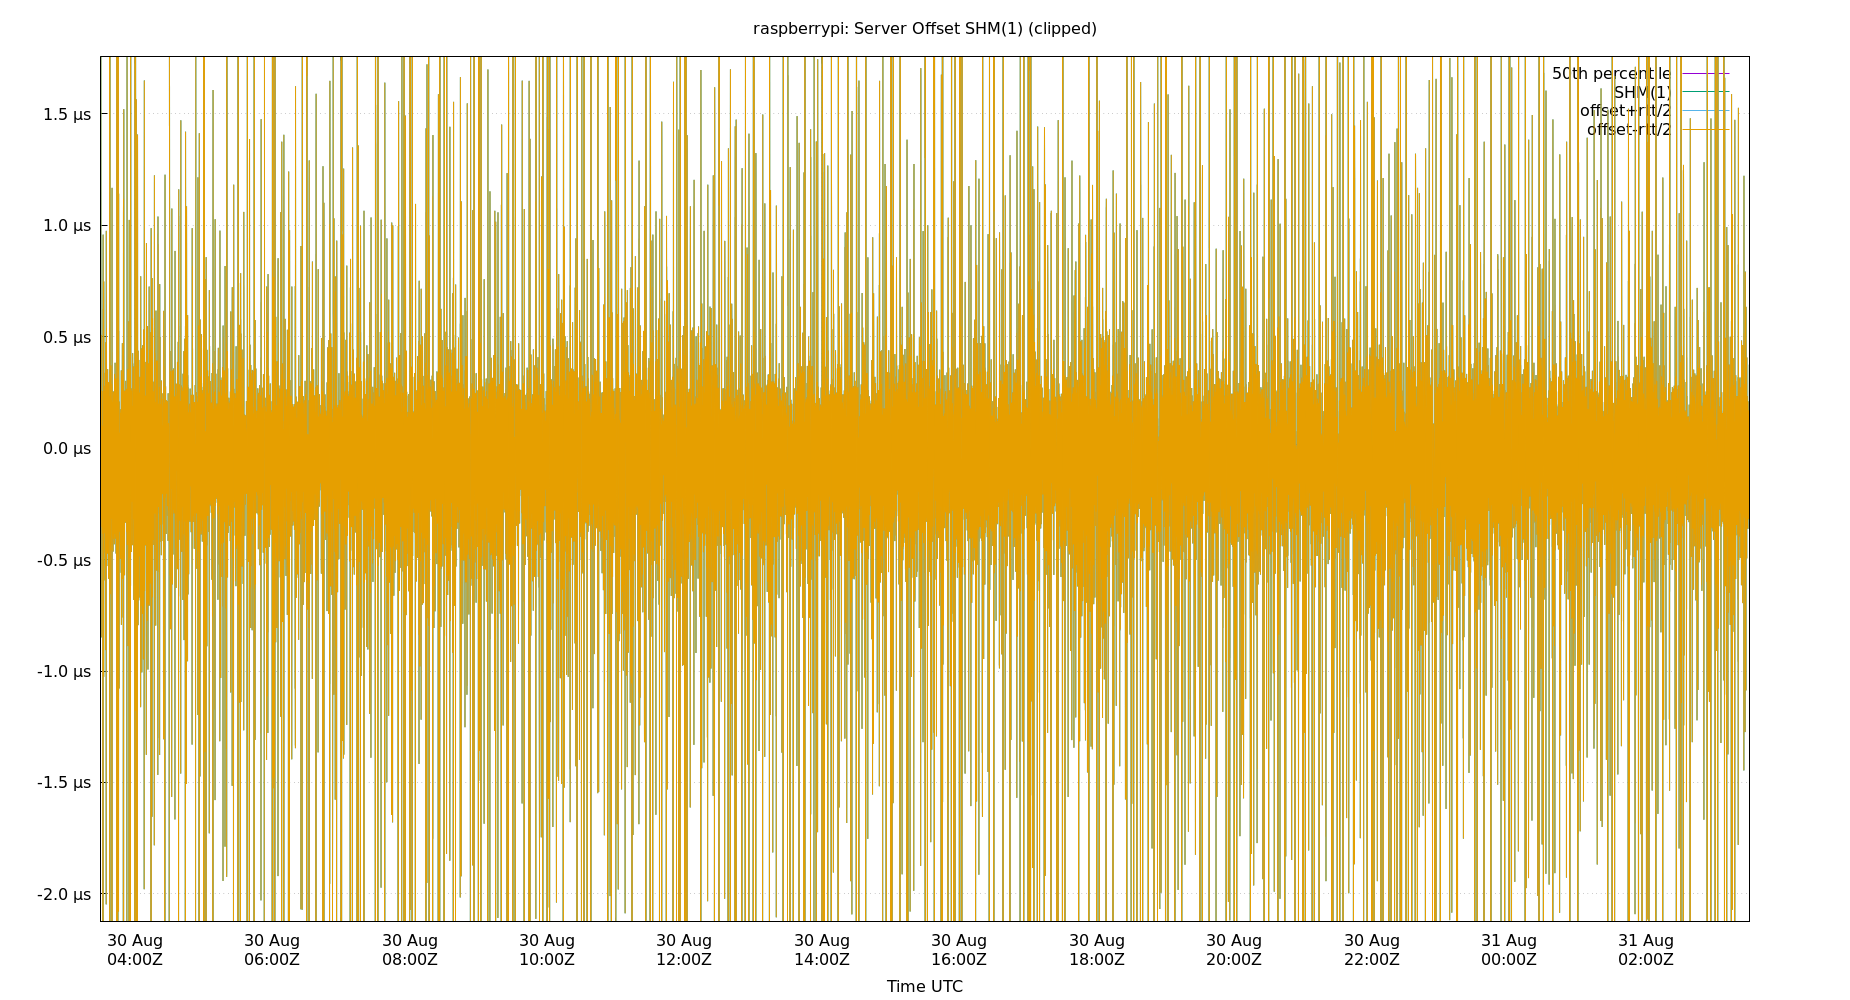 raspberrypi: Server Offset SHM(1) (clipped)
50th percentile
SHM(1)
offset+rtt/2
offset-rtt/2
1.5 µs
1.0 µs
0.5 µs
0.0 µs
-0.5 µs
-1.0 µs
-1.5 µs
-2.0 µs
30 Aug 30 Aug 30 Aug 30 Aug 30 Aug 30 Aug 30 Aug 30 Aug 30 Aug 30 Aug 31 Aug 31 Aug
04:00Z 06:00Z 08:00Z 10:00Z 12:00Z 14:00Z 16:00Z 18:00Z 20:00Z 22:00Z 00:00Z 02:00Z
Time UTC